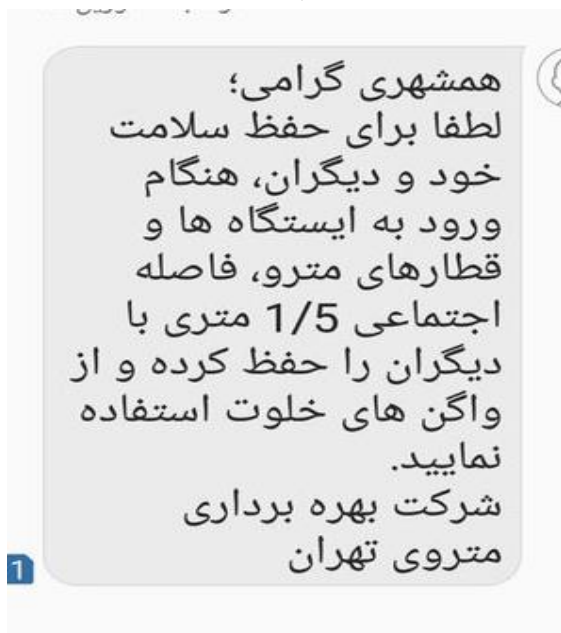 همشهری گرامی؛
لطفا برای حفظ سلامت
خود و دیگران، هنگام
ورود به ایستگاه ها و
قطارهای مترو، فاصله
اجتماعی 1/5 متری با
دیگران را حفظ کرده و از
واگن های خلوت استفاده
نمایید.
شرکت بهره برداری
متروی تهران
1